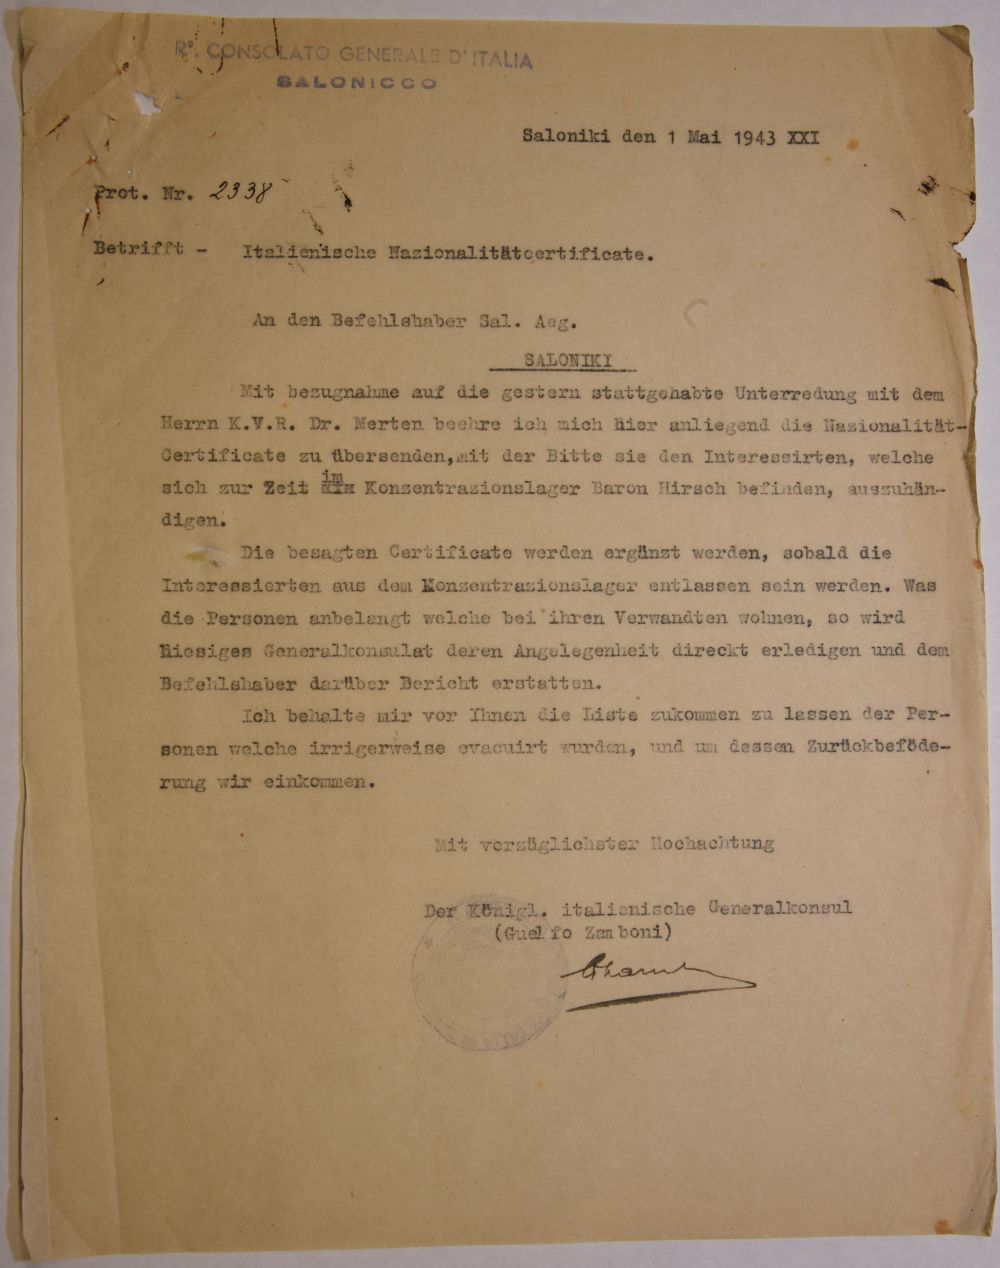 R°. CONSOLATO GENERALE D'ITALIA
SALONICCO
Saloniki den 1 Mai 1943 XXI
Prot. Nr. 2338
Betrifft - Italienische Nazionalitätcertificate.
An den Befehlshaber Sal. Aeg.
SALONIKI
Mit bezugnahme auf die gestern stattgehabte Unterredung mit dem
Herrn K.V.R. Dr. Merten beehre ich mich hier anliegend die Nazionalität-
Certificate zu übersenden,mit der Bitte sie den Interessirten, welche
sich zur Zeit im Konzentrazionslager Baron Hirsch befinden, auszuhän-
digen.
Die besagten Certificate werden ergänzt werden, sobald die
Interessierten aus dem Konzentrazionslager entlassen sein werden. Was
die Personen anbelangt welche bei ihren Verwandten wohnen, so wird
hiesiges Generalkonsulat deren Angelegenheit direckt erledigen und dem
Befehlshaber darüber Bericht erstatten.
Ich behalte mir vor Ihnen die Liste zukommen zu lassen der Per-
sonen welche irrigerweise evacuirt wurden, und um dessen Zurückbeföde-
rung wir einkommen.
Mit verzüglichster Hochachtung
Der Königl. italienische Generalkonsul
(Guelfo Zamboni)